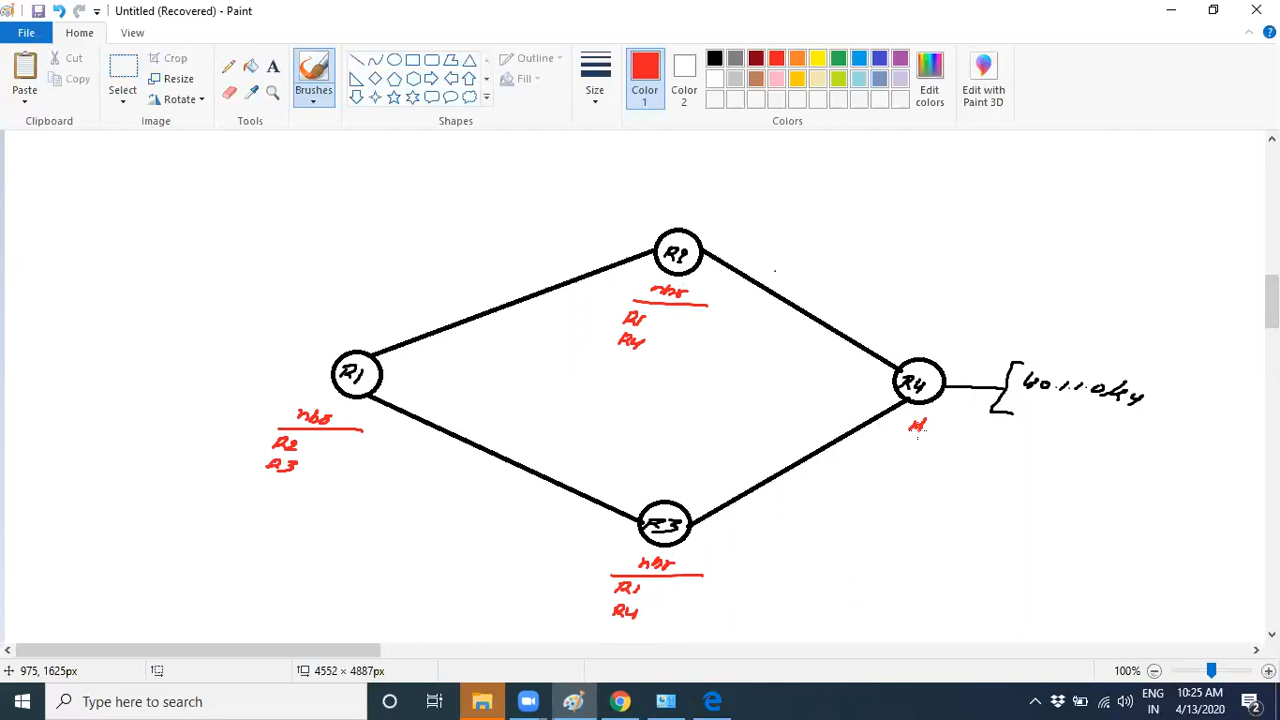 Untitled (Recovered) - Paint
File
Home
View
Paste
Cut
Copy
Clipboard
Select
Crop
Resize
Rotate
Image
A
Tools
Brushes
Shapes
Outline
Fill
Size
Color 1
Color 2
Edit colors
Edit with Paint 3D
Colors
R2
nbr
R1
R4
R1
nbr
R2
R3
R4
40.1.1.0/24
R3
nbr
R1
R4
975, 1625px
4552 × 4887px
100%
Type here to search
ENG
IN
10:25 AM
4/13/2020
2